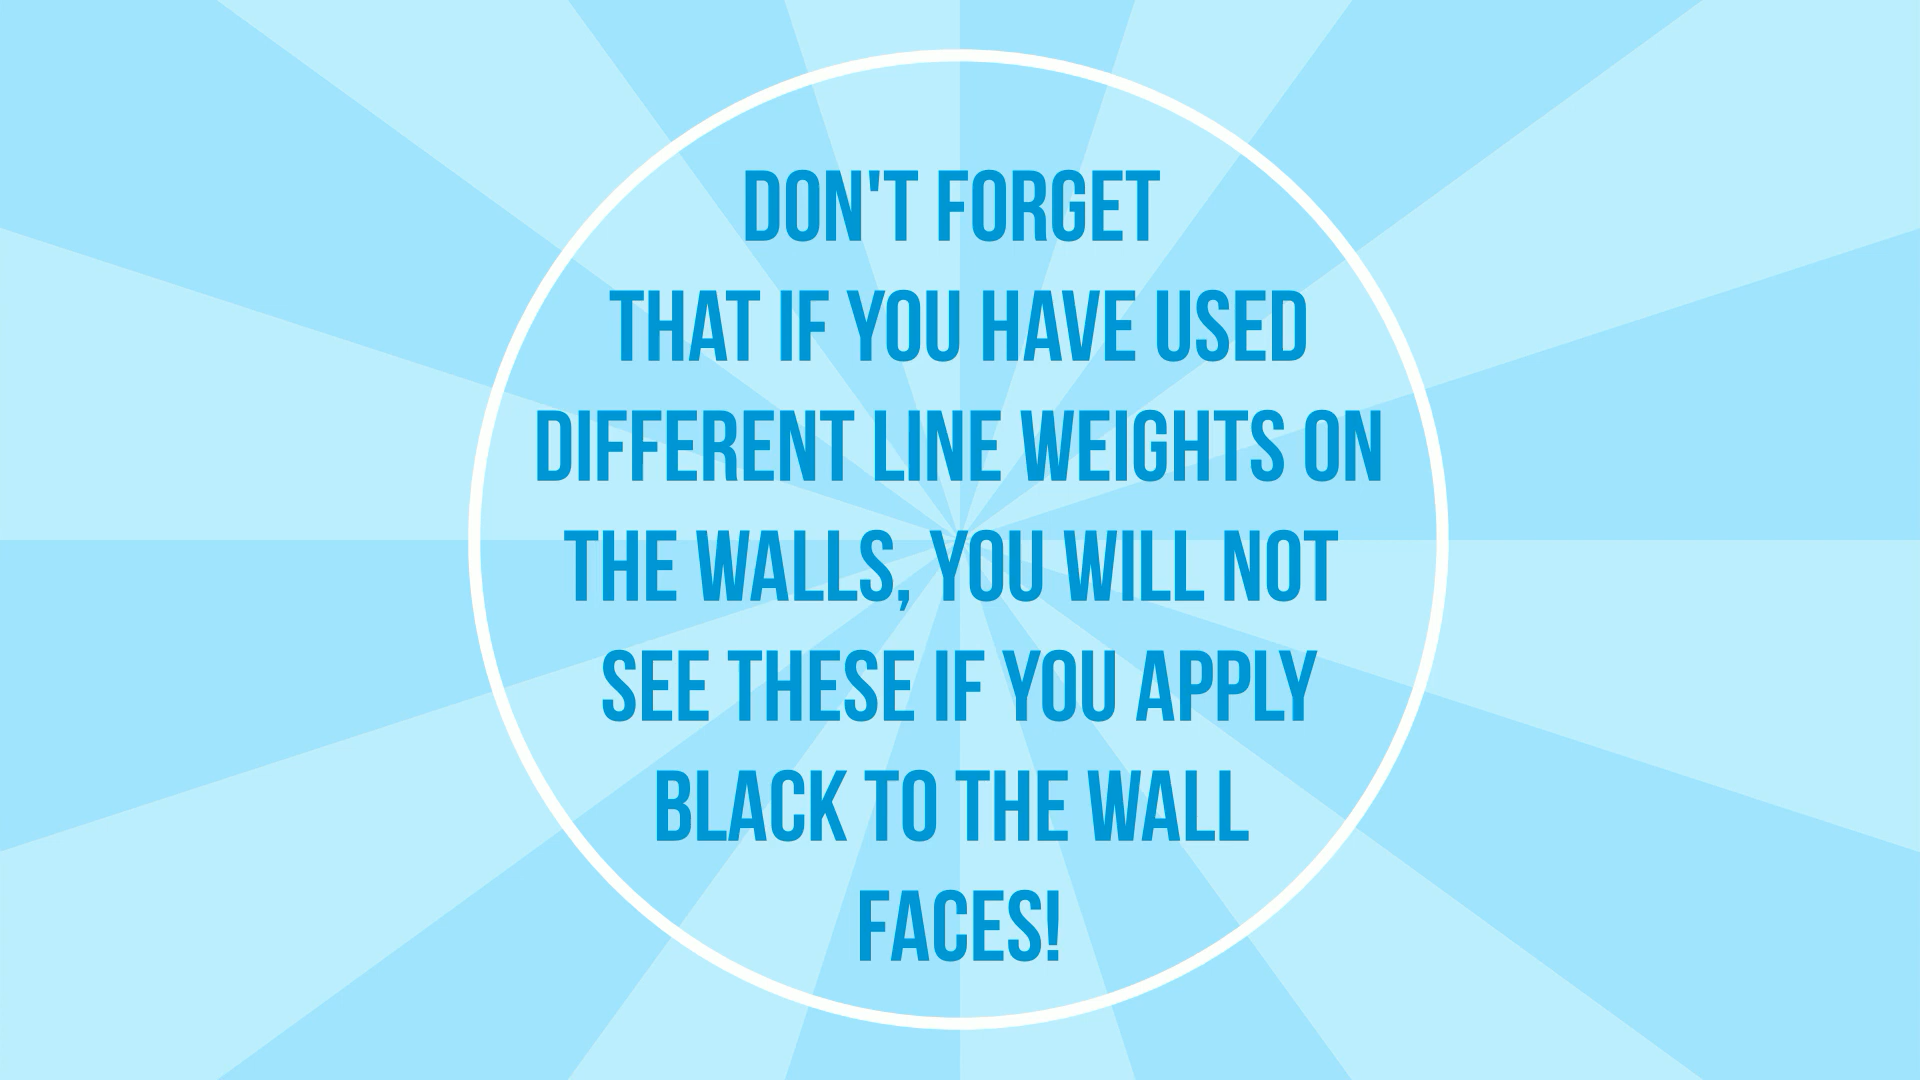 DON'T FORGET
THAT IF YOU HAVE USED
DIFFERENT LINE WEIGHTS ON
THE WALLS, YOU WILL NOT
SEE THESE IF YOU APPLY
BLACK TO THE WALL
FACES!